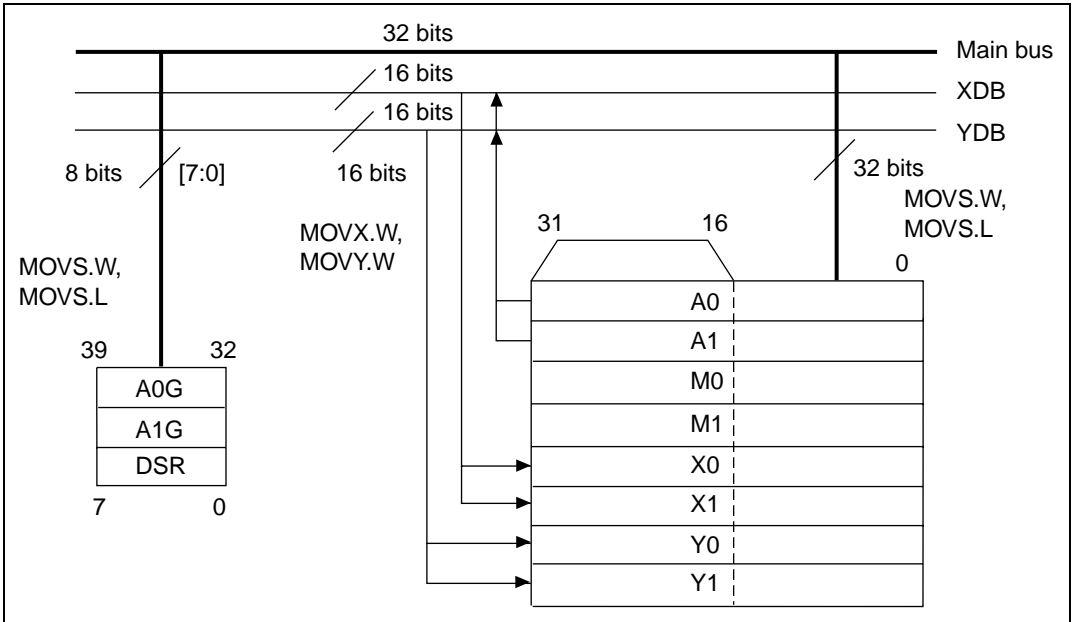 32 bits
Main bus
16 bits
XDB
16 bits
YDB
8 bits
[7:0]
16 bits
32 bits
MOVS.W,
MOVS.L
MOVX.W,
MOVY.W
31
16
0
MOVS.W,
MOVS.L
39
32
A0G
A1G
DSR
7
0
A0
A1
M0
M1
X0
X1
Y0
Y1